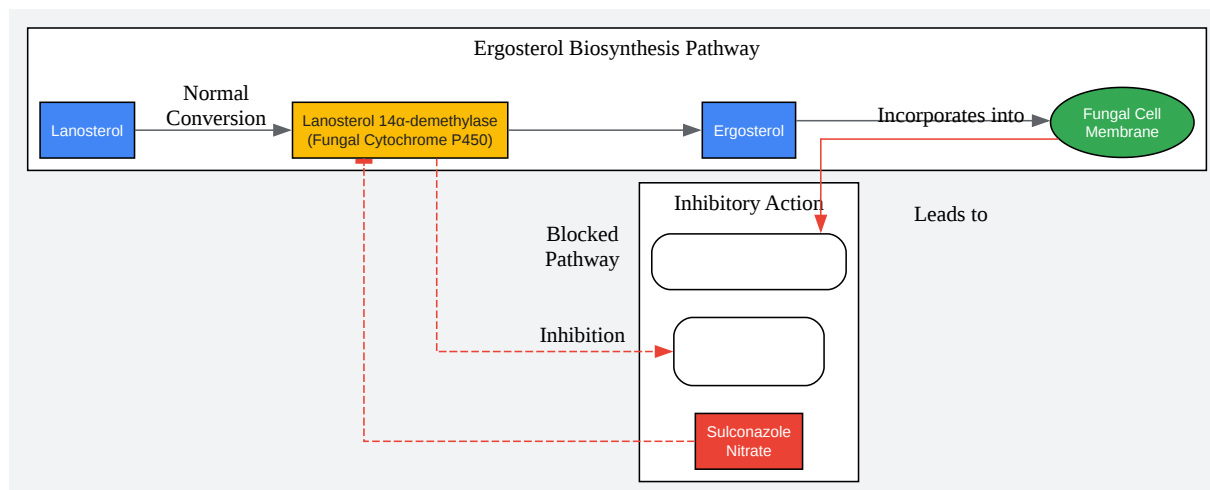 Ergosterol Biosynthesis Pathway
Normal
Conversion
Lanosterol
Lanosterol 14α-demethylase
(Fungal Cytochrome P450)
Ergosterol
Incorporates into
Fungal Cell
Membrane
Inhibitory Action
Leads to
Blocked
Pathway
Inhibition
Sulconazole
Nitrate